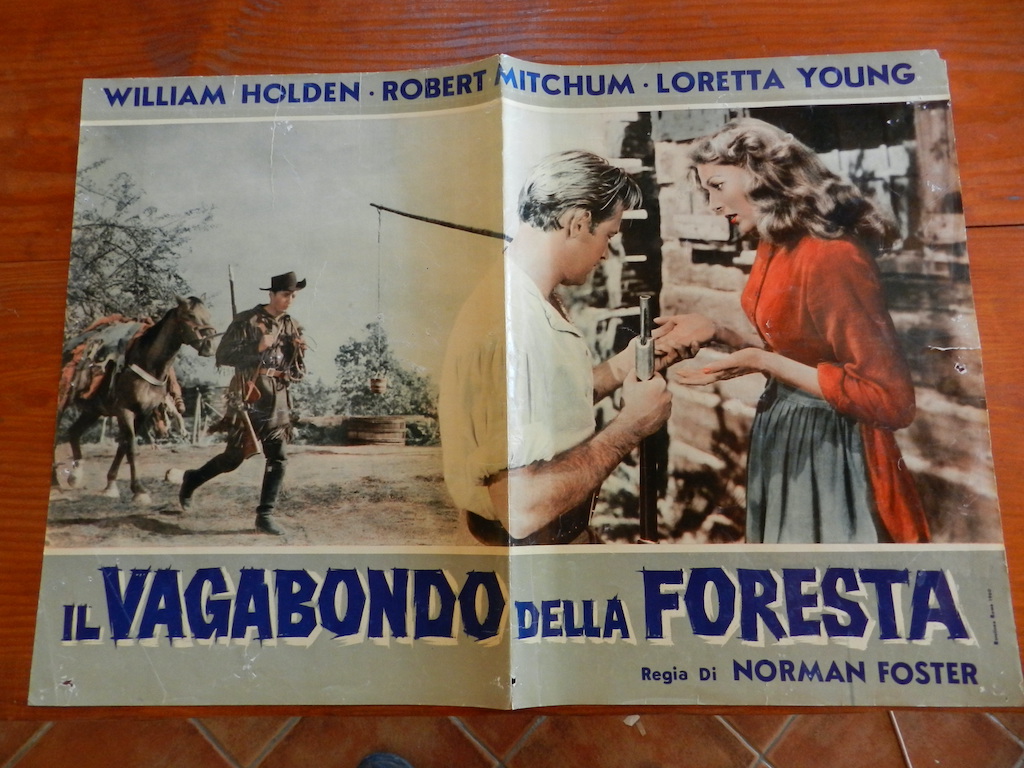 WILLIAM HOLDEN · ROBERT MITCHUM · LORETTA YOUNG
IL VAGABONDO DELLA FORESTA
Regia Di NORMAN FOSTER